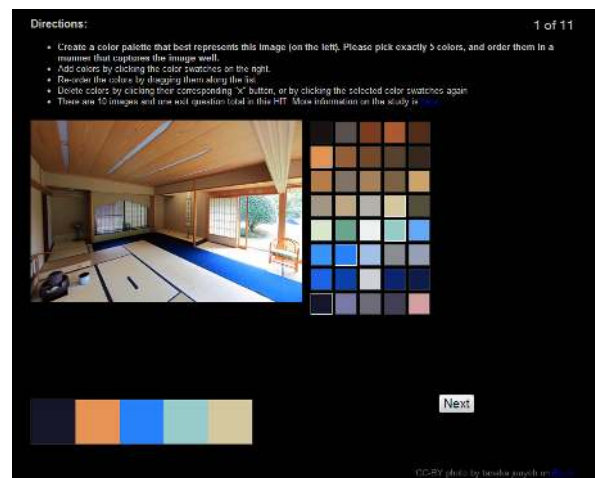 Directions:
1 of 11
Create a color palette that best represents this image (on the left). Please pick exactly 5 colors, and order them in a
manner that captures the image well.
Add colors by clicking the color swatches on the right.
Re-order the colors by dragging them along the list.
Delete colors by clicking their corresponding "x" button, or by clicking the selected color swatches again
There are 10 images and one exit question total in this HIT. More information on the study is
Next
CC-BY photo by tanaka on